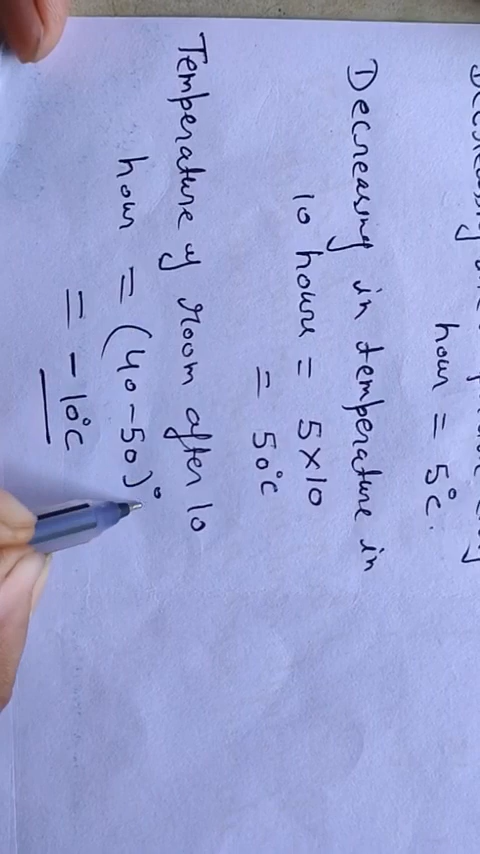 hour = 5°C.
Decreasing in temperature in
10 hours = 5×10
= 50°C
Temperature of room after 10
hour = (40-50)°
= -10°C